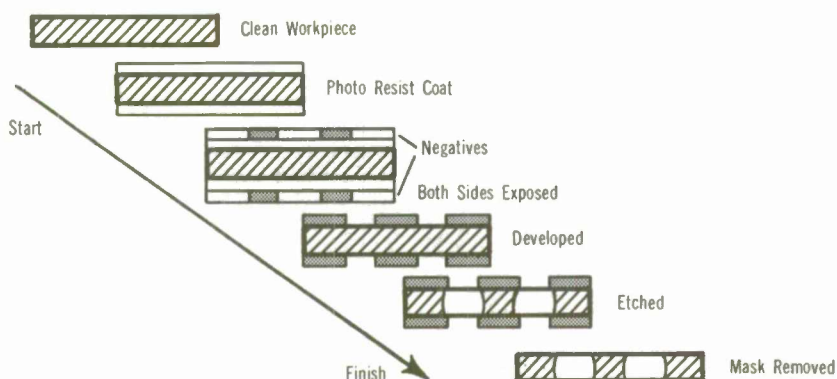 Clean Workpiece
Photo Resist Coat
Start
Negatives
Both Sides Exposed
Developed
Etched
Finish
Mask Removed